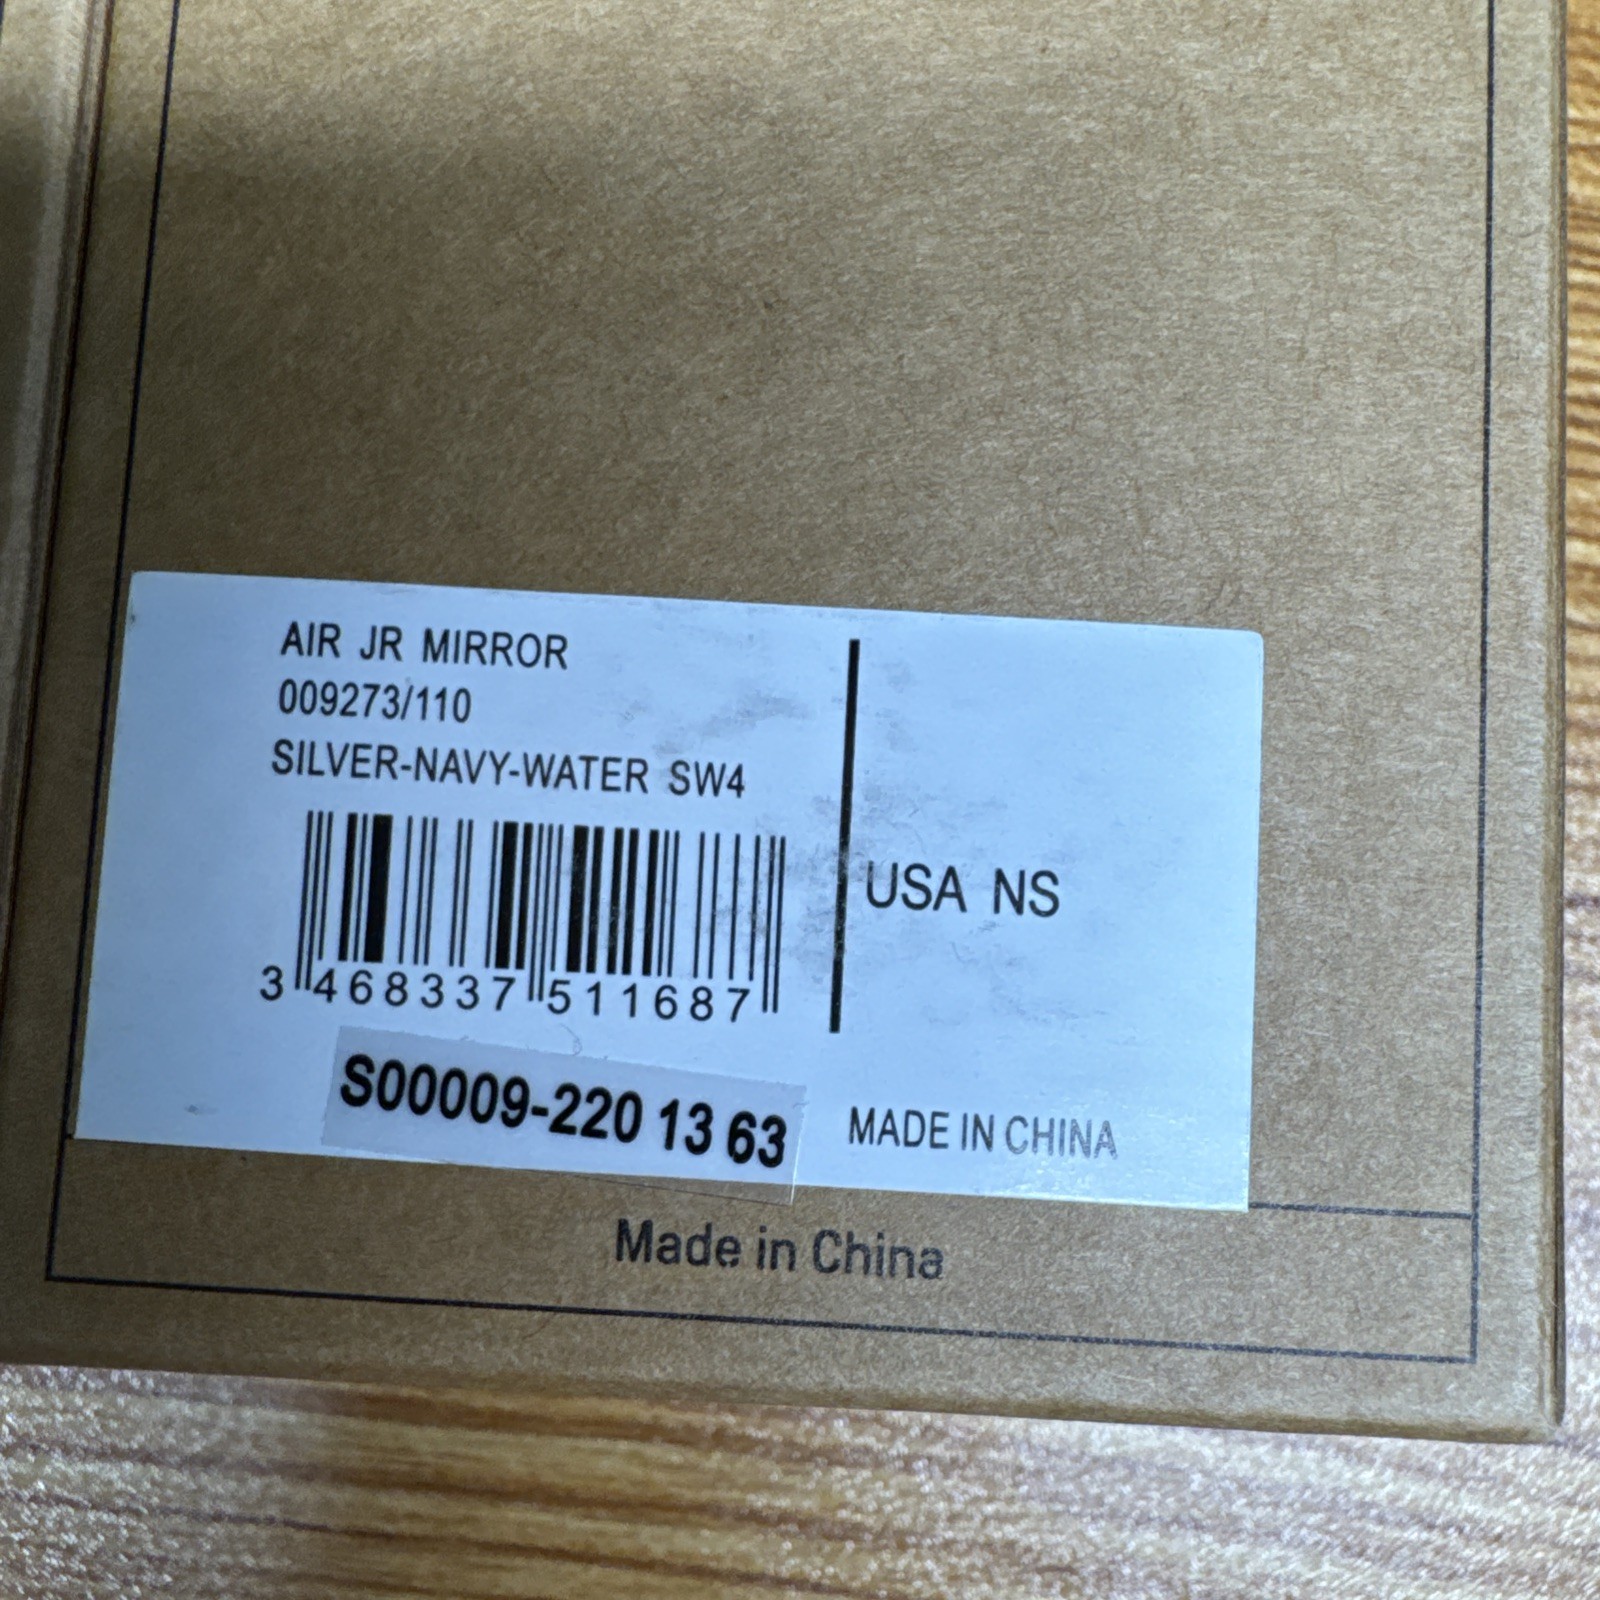 AIR JR MIRROR
009273/110
SILVER-NAVY-WATER SW4
3 468337 511687
USA NS
S00009-220 13 63
MADE IN CHINA
Made in China